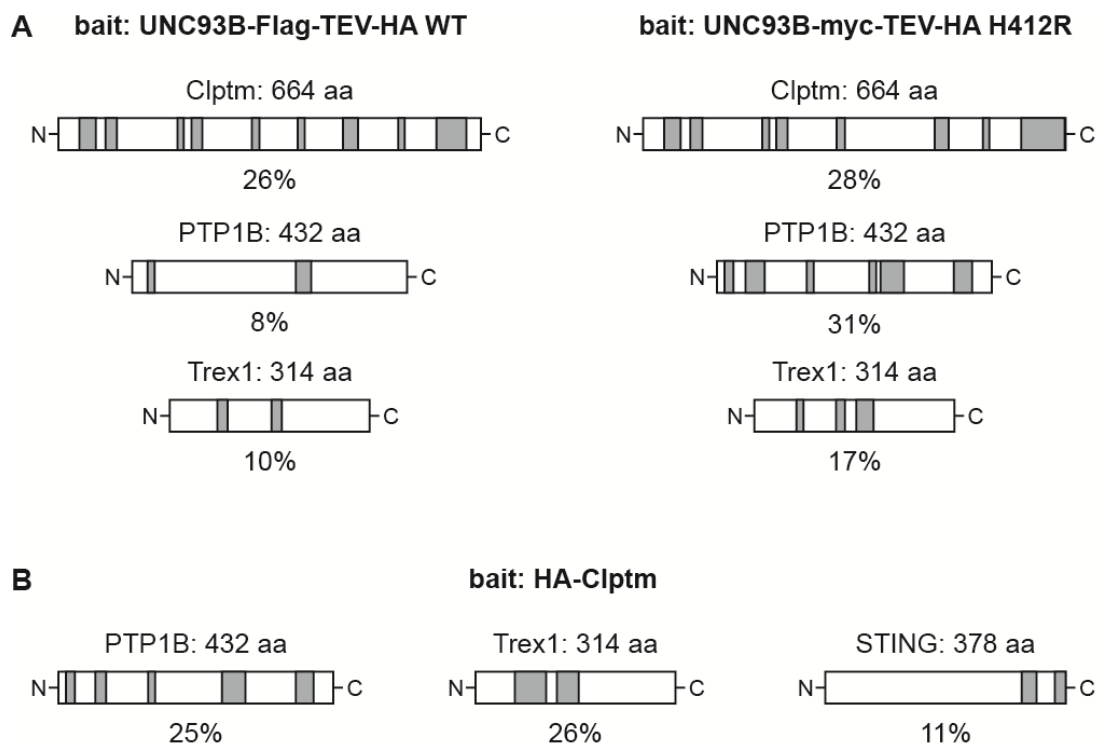 A bait: UNC93B-Flag-TEV-HA WT bait: UNC93B-myc-TEV-HA H412R
Clptm: 664 aa Clptm: 664 aa
N C N C
26% 28%
PTP1B: 432 aa PTP1B: 432 aa
N C N C
8% 31%
Trex1: 314 aa Trex1: 314 aa
N C N C
10% 17%
B bait: HA-Clptm
PTP1B: 432 aa Trex1: 314 aa STING: 378 aa
N C N C N C
25% 26% 11%